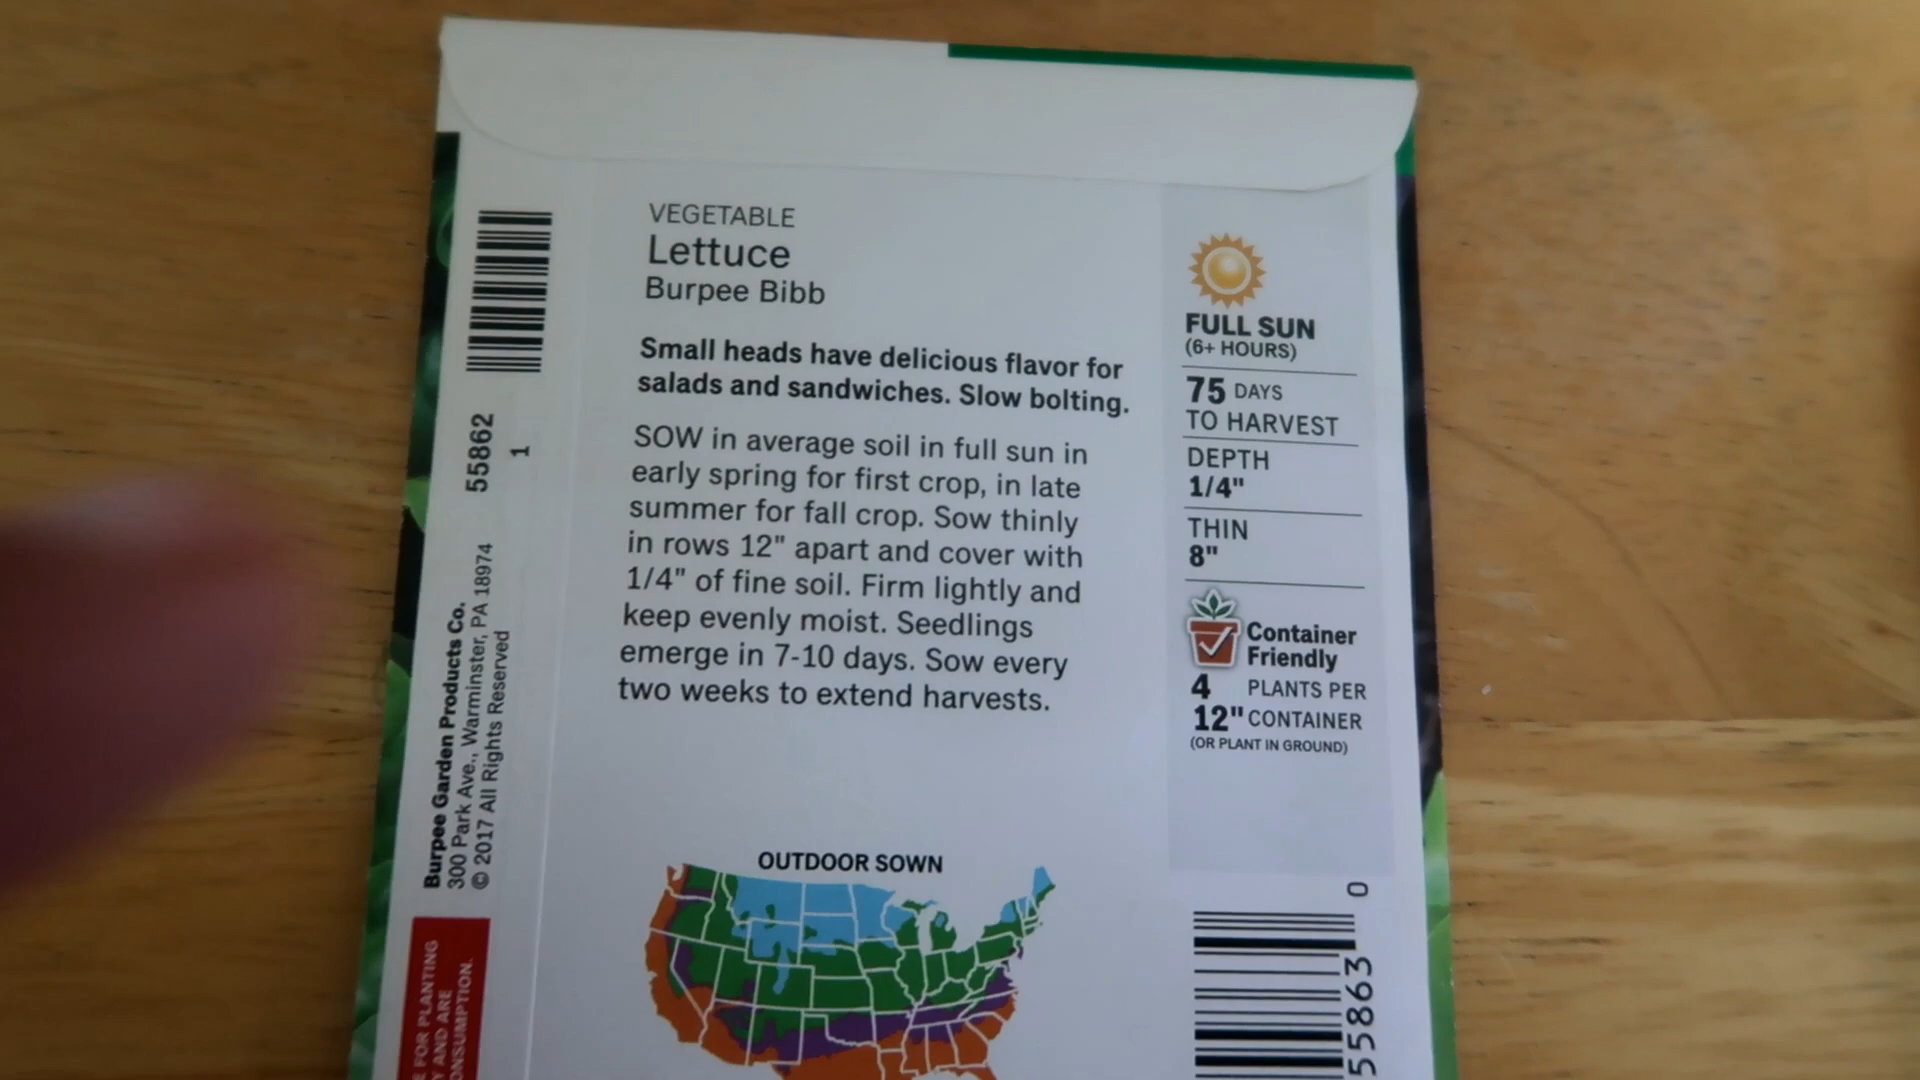 VEGETABLE
Lettuce
Burpee Bibb
Small heads have delicious flavor for
salads and sandwiches. Slow bolting.
SOW in average soil in full sun in
early spring for first crop, in late
summer for fall crop. Sow thinly
in rows 12" apart and cover with
1/4" of fine soil. Firm lightly and
keep evenly moist. Seedlings
emerge in 7-10 days. Sow every
two weeks to extend harvests.
OUTDOOR SOWN
FULL SUN
(6+ HOURS)
75 DAYS
TO HARVEST
DEPTH
1/4"
THIN
8"
Container
Friendly
4 PLANTS PER
12" CONTAINER
(OR PLANT IN GROUND)
0
55863
55862
1
Burpee Garden Products Co.
300 Park Ave., Warminster, PA 18974
© 2017 All Rights Reserved
FOR PLANTING
AND ARE